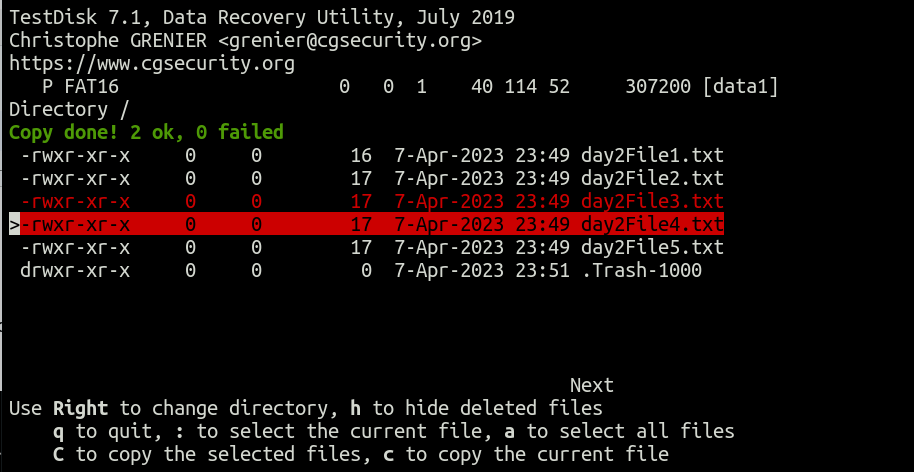 TestDisk 7.1, Data Recovery Utility, July 2019
Christophe GRENIER <grenier@cgsecurity.org>
https://www.cgsecurity.org
P FAT16 0 0 1 40 114 52 307200 [data1]
Directory /
Copy done! 2 ok, 0 failed
-rwxr-xr-x 0 0 16 7-Apr-2023 23:49 day2File1.txt
-rwxr-xr-x 0 0 17 7-Apr-2023 23:49 day2File2.txt
-rwxr-xr-x 0 0 17 7-Apr-2023 23:49 day2File3.txt
>-rwxr-xr-x 0 0 17 7-Apr-2023 23:49 day2File4.txt
-rwxr-xr-x 0 0 17 7-Apr-2023 23:49 day2File5.txt
drwxr-xr-x 0 0 0 7-Apr-2023 23:51 .Trash-1000
Next
Use Right to change directory, h to hide deleted files
q to quit, : to select the current file, a to select all files
C to copy the selected files, c to copy the current file